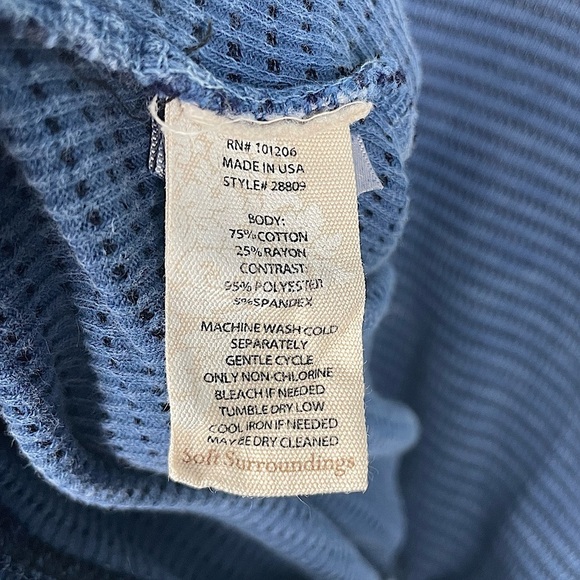 RN# 101206
MADE IN USA
STYLE# 28809
BODY:
75% COTTON
25% RAYON
CONTRAST:
95% POLYESTER
5% SPANDEX
MACHINE WASH COLD
SEPARATELY
GENTLE CYCLE
ONLY NON-CHLORINE
BLEACH IF NEEDED
TUMBLE DRY LOW
COOL IRON IF NEEDED
MAY BE DRY CLEANED
Soft Surroundings